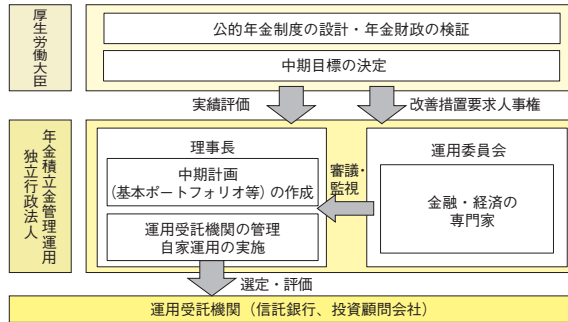 厚生労働大臣
公的年金制度の設計・年金財政の検証
中期目標の決定
実績評価
改善措置要求人事権
年金積立金管理運用
独立行政法人
理事長
中期計画
(基本ポートフォリオ等)の作成
運用受託機関の管理
自家運用の実施
審議・
監視
運用委員会
金融・経済の
専門家
選定・評価
運用受託機関（信託銀行、投資顧問会社）